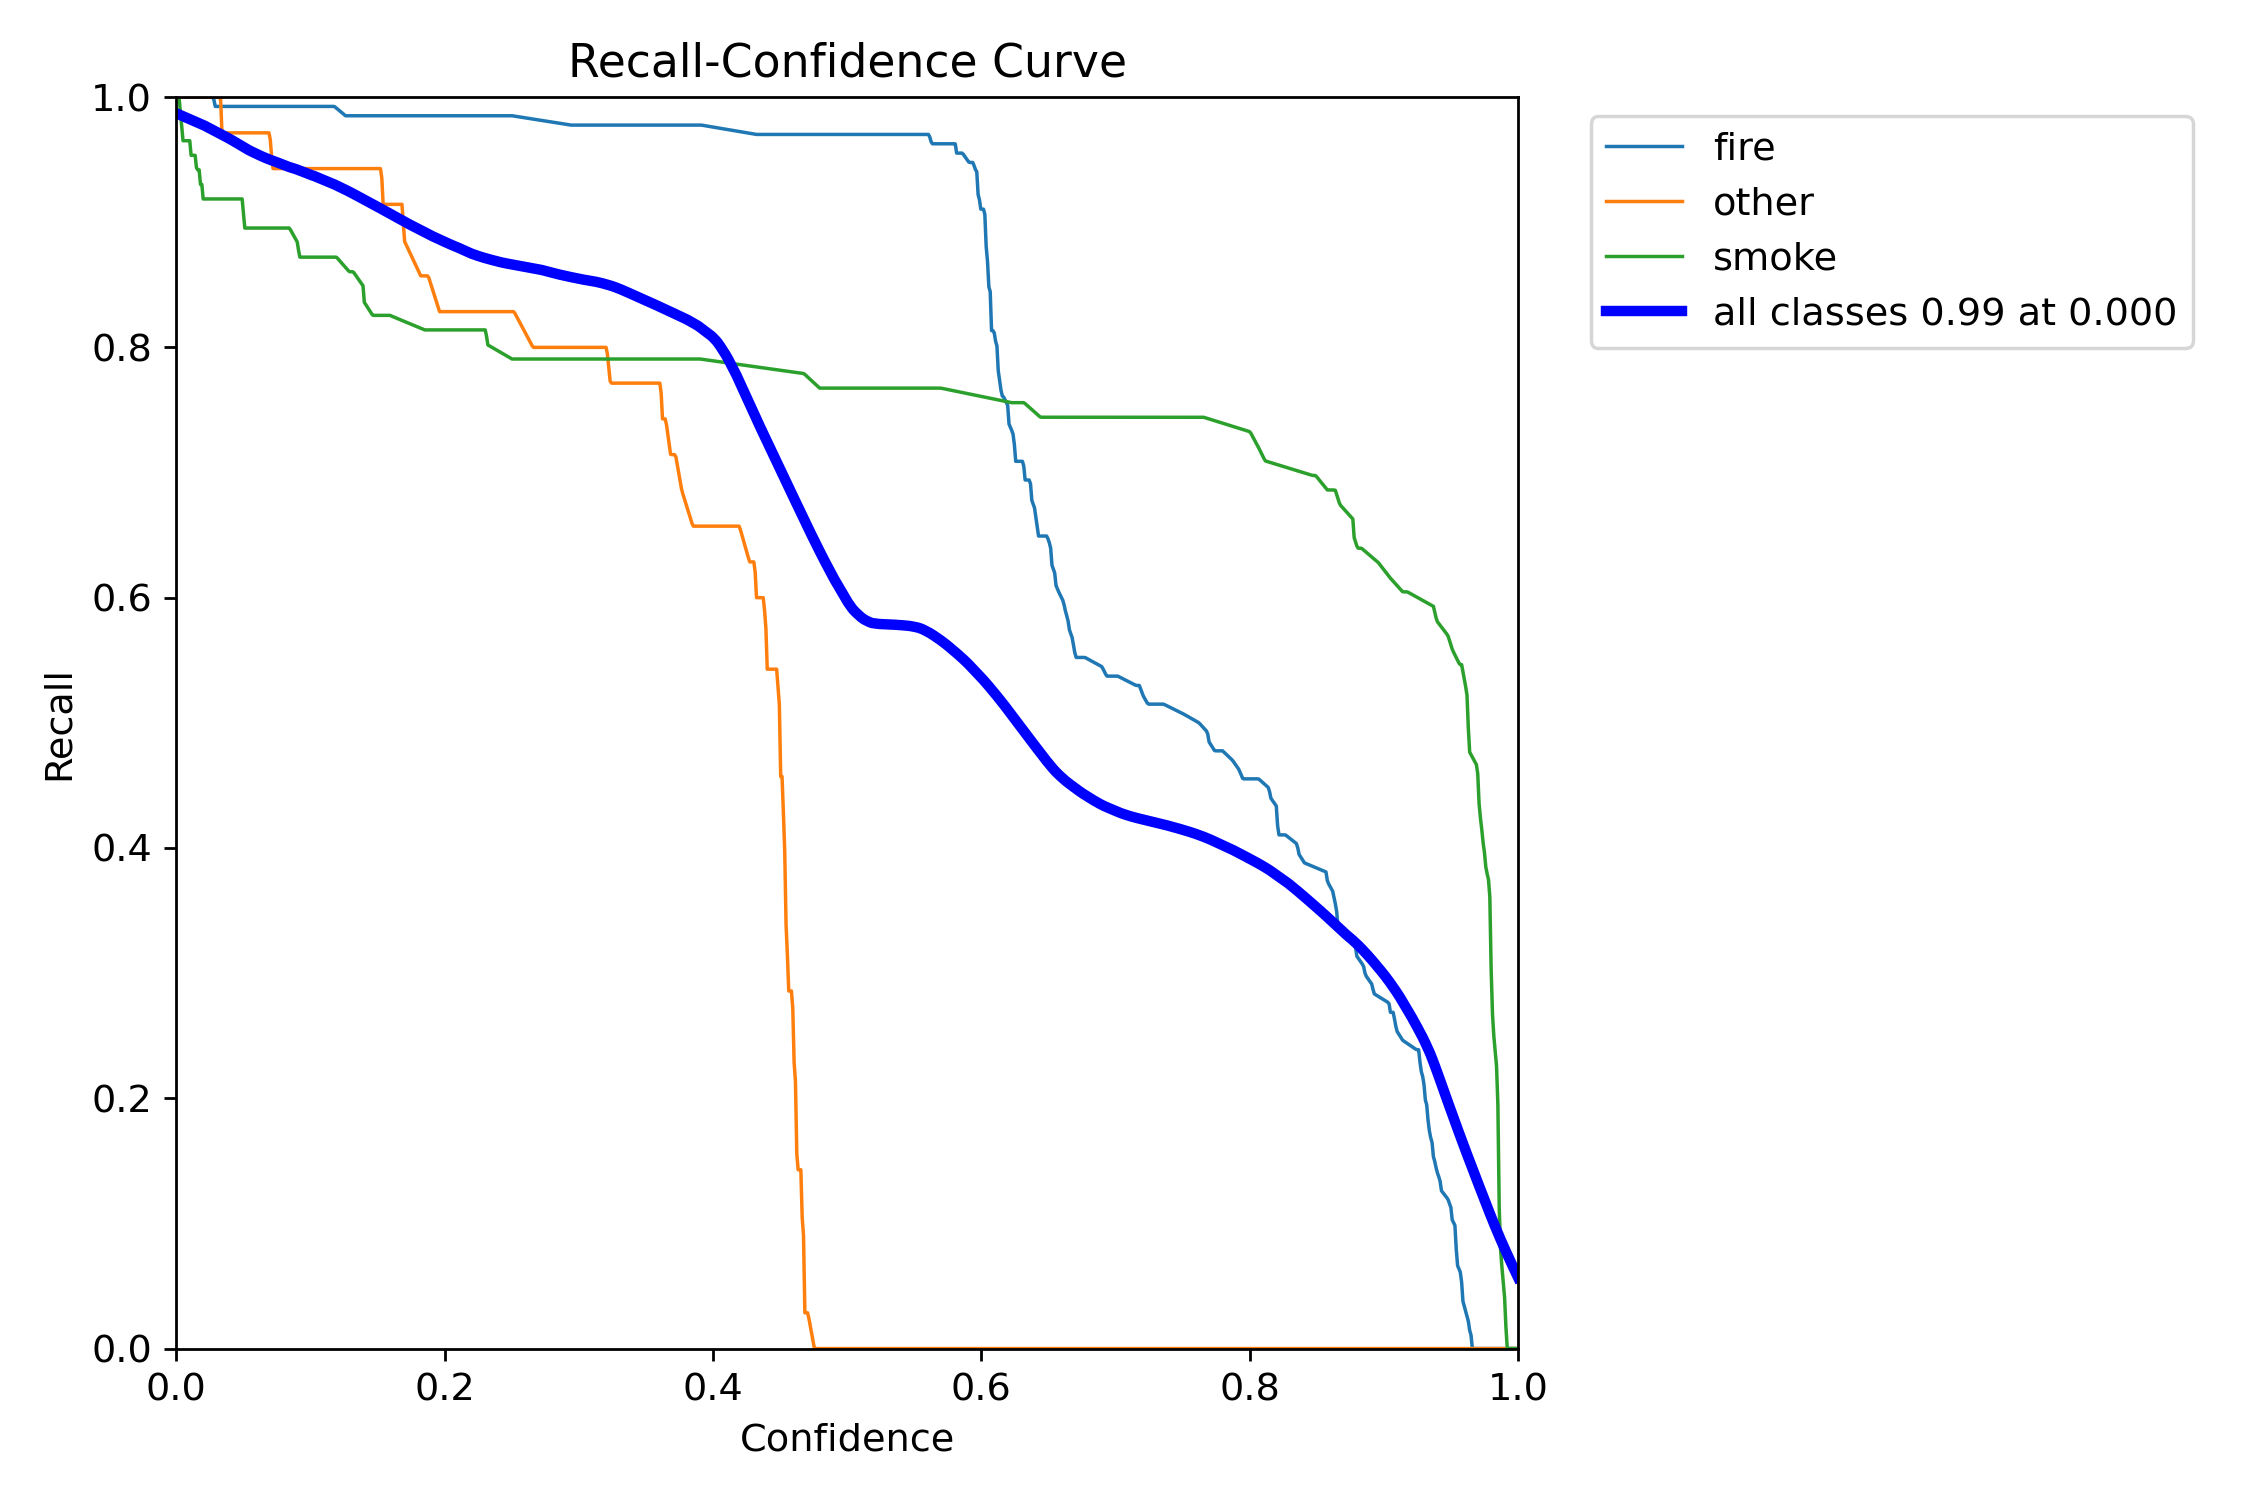 Recall-Confidence Curve
1.0
0.8
0.6
0.4
0.2
0.0
Recall
0.0 0.2 0.4 0.6 0.8 1.0
Confidence
fire
other
smoke
all classes 0.99 at 0.000